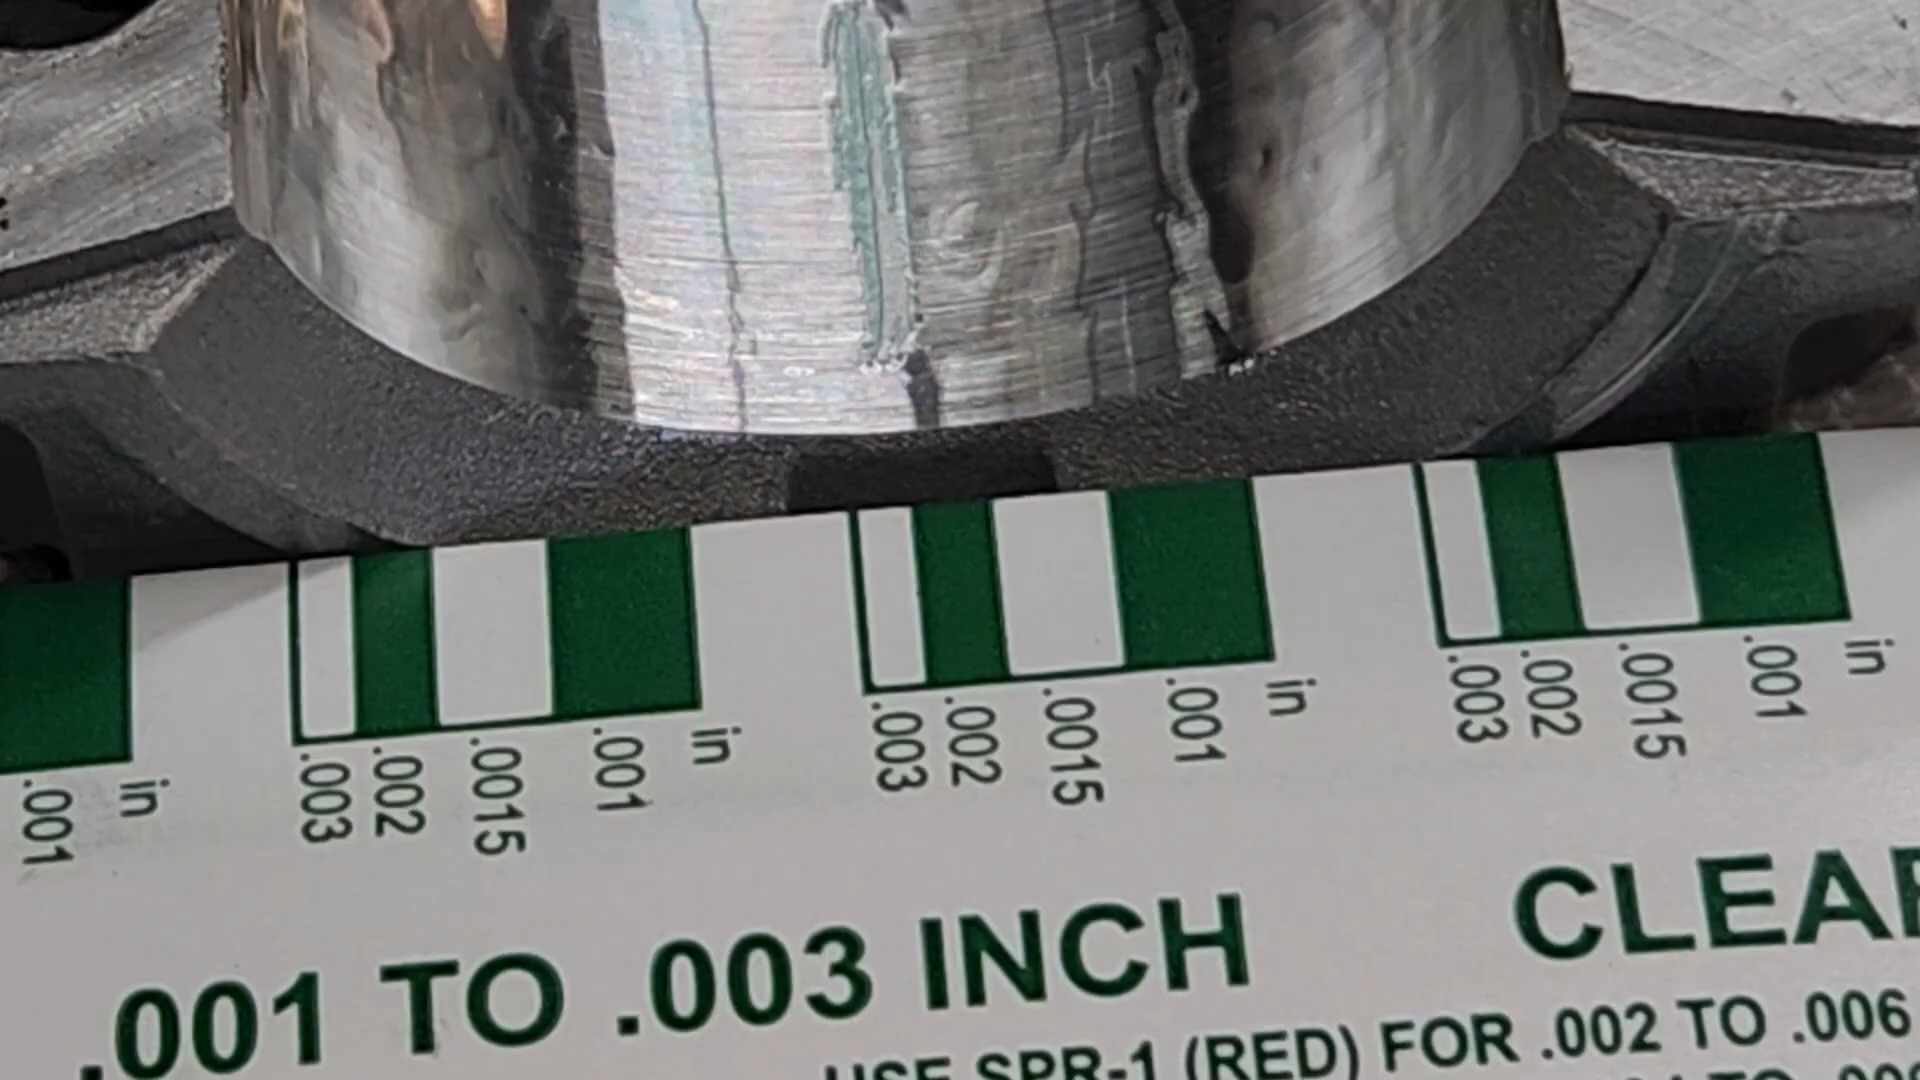 .001 in .003 .002 .0015 .001 in .003 .002 .0015 .001 in .003 .002 .0015 .001 in
.001 TO .003 INCH
USE SPR-1 (RED) FOR .002 TO .006